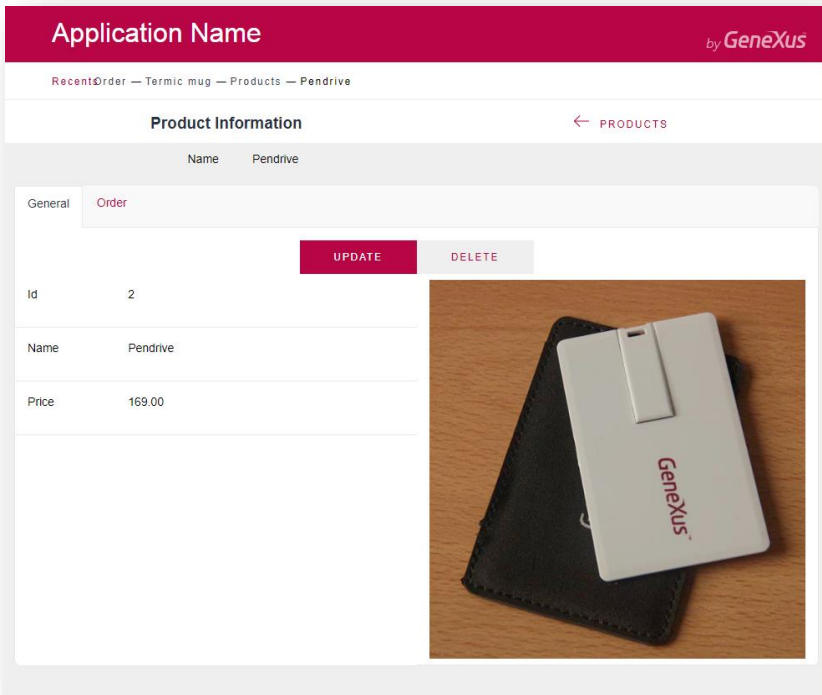 Application Name
by GeneXus
RecentsOrder — Termic mug — Products — Pendrive
Product Information
← PRODUCTS
Name Pendrive
General Order
UPDATE DELETE
Id 2
Name Pendrive
Price 169.00
GeneXus™